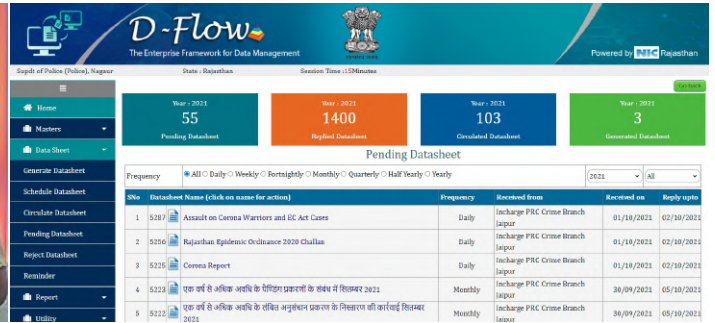 D-Flow
The Enterprise Framework for Data Management
Powered by NIC Rajasthan
Supdt of Police (Police), Nagaur State : Rajasthan Session Time :15Minutes
Go back
Home
Masters
Data Sheet
Generate Datasheet
Schedule Datasheet
Circulate Datasheet
Pending Datasheet
Reject Datasheet
Reminder
Report
Utility
Year - 2021
55
Pending Datasheet
Year - 2021
1400
Replied Datasheet
Year - 2021
103
Circulated Datasheet
Year - 2021
3
Generated Datasheet
Pending Datasheet
Frequency All Daily Weekly Fortnightly Monthly Quarterly Half Yearly Yearly 2021 All
SNo Datasheet Name (click on name for action) Frequency Received from Received on Reply upto
1 5287 Assault on Corona Warriors and EC Act Cases Daily Incharge PRC Crime Branch Jaipur 01/10/2021 02/10/2021
2 5256 Rajasthan Epidemic Ordinance 2020 Challan Daily Incharge PRC Crime Branch Jaipur 01/10/2021 02/10/2021
3 5225 Corona Report Daily Incharge PRC Crime Branch Jaipur 01/10/2021 02/10/2021
4 5223 एक वर्ष से अधिक अवधि के पेण्डिंग प्रकरणों के संबंध में सितम्बर 2021 Monthly Incharge PRC Crime Branch Jaipur 30/09/2021 05/10/2021
5 5222 एक वर्ष से अधिक अवधि के लंबित अनुसंधान प्रकरण के निस्तारण की कार्रवाई सितम्बर 2021 Monthly Incharge PRC Crime Branch Jaipur 30/09/2021 05/10/2021